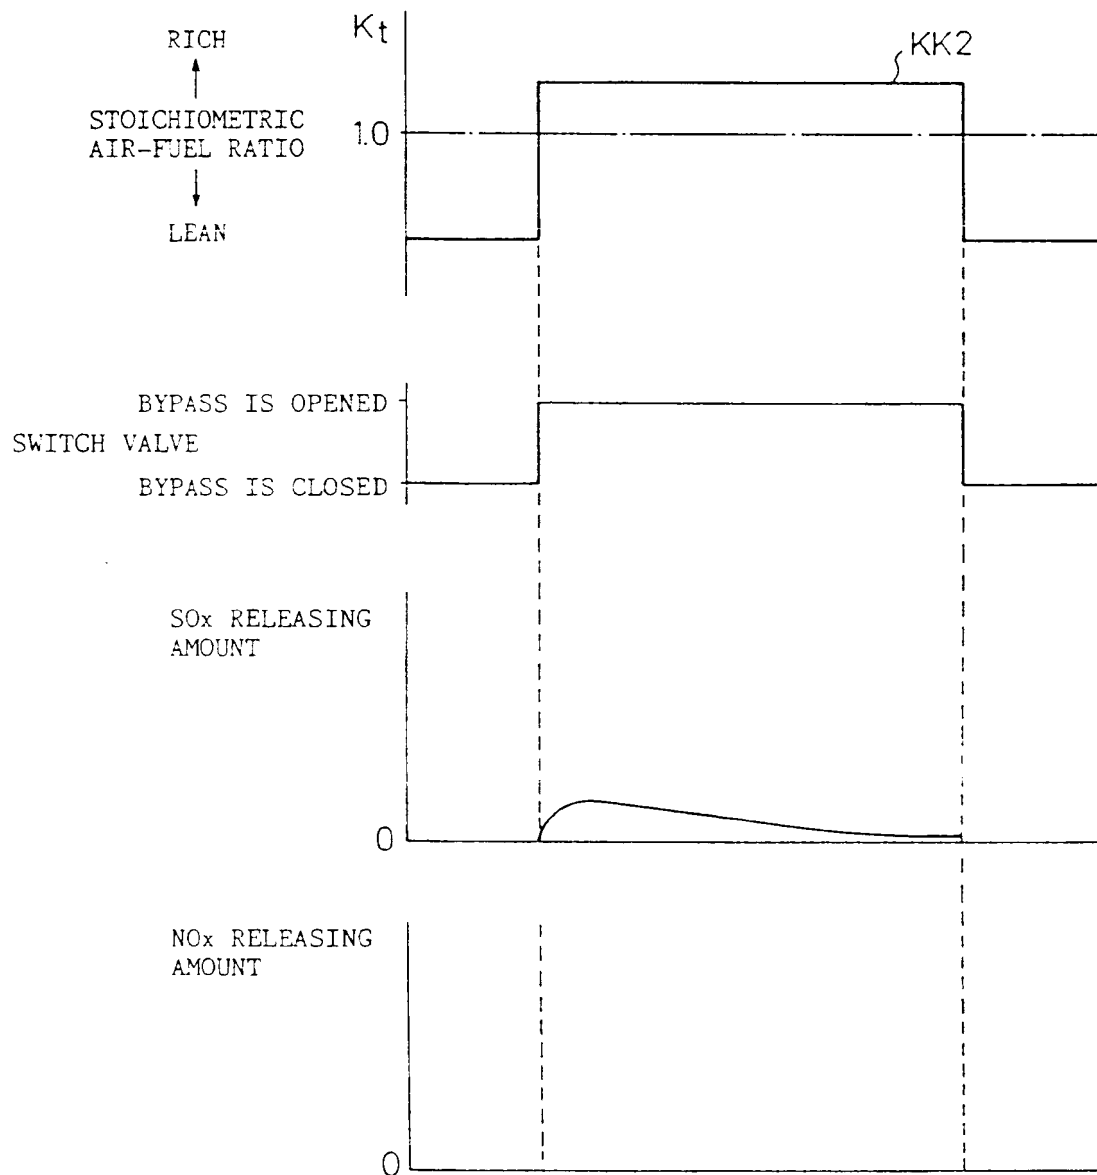 RICH
Kt
KK2
STOICHIOMETRIC
AIR-FUEL RATIO
1.0
LEAN
BYPASS IS OPENED
SWITCH VALVE
BYPASS IS CLOSED
SOx RELEASING
AMOUNT
0
NOx RELEASING
AMOUNT
0